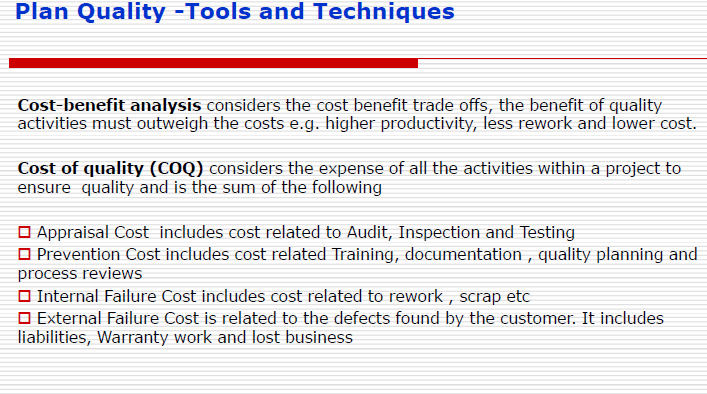 Plan Quality -Tools and Techniques
Cost-benefit analysis considers the cost benefit trade offs, the benefit of quality
activities must outweigh the costs e.g. higher productivity, less rework and lower cost.
Cost of quality (COQ) considers the expense of all the activities within a project to
ensure  quality and is the sum of the following
Appraisal Cost  includes cost related to Audit, Inspection and Testing
Prevention Cost includes cost related Training, documentation , quality planning and
process reviews
Internal Failure Cost includes cost related to rework , scrap etc
External Failure Cost is related to the defects found by the customer. It includes
liabilities, Warranty work and lost business